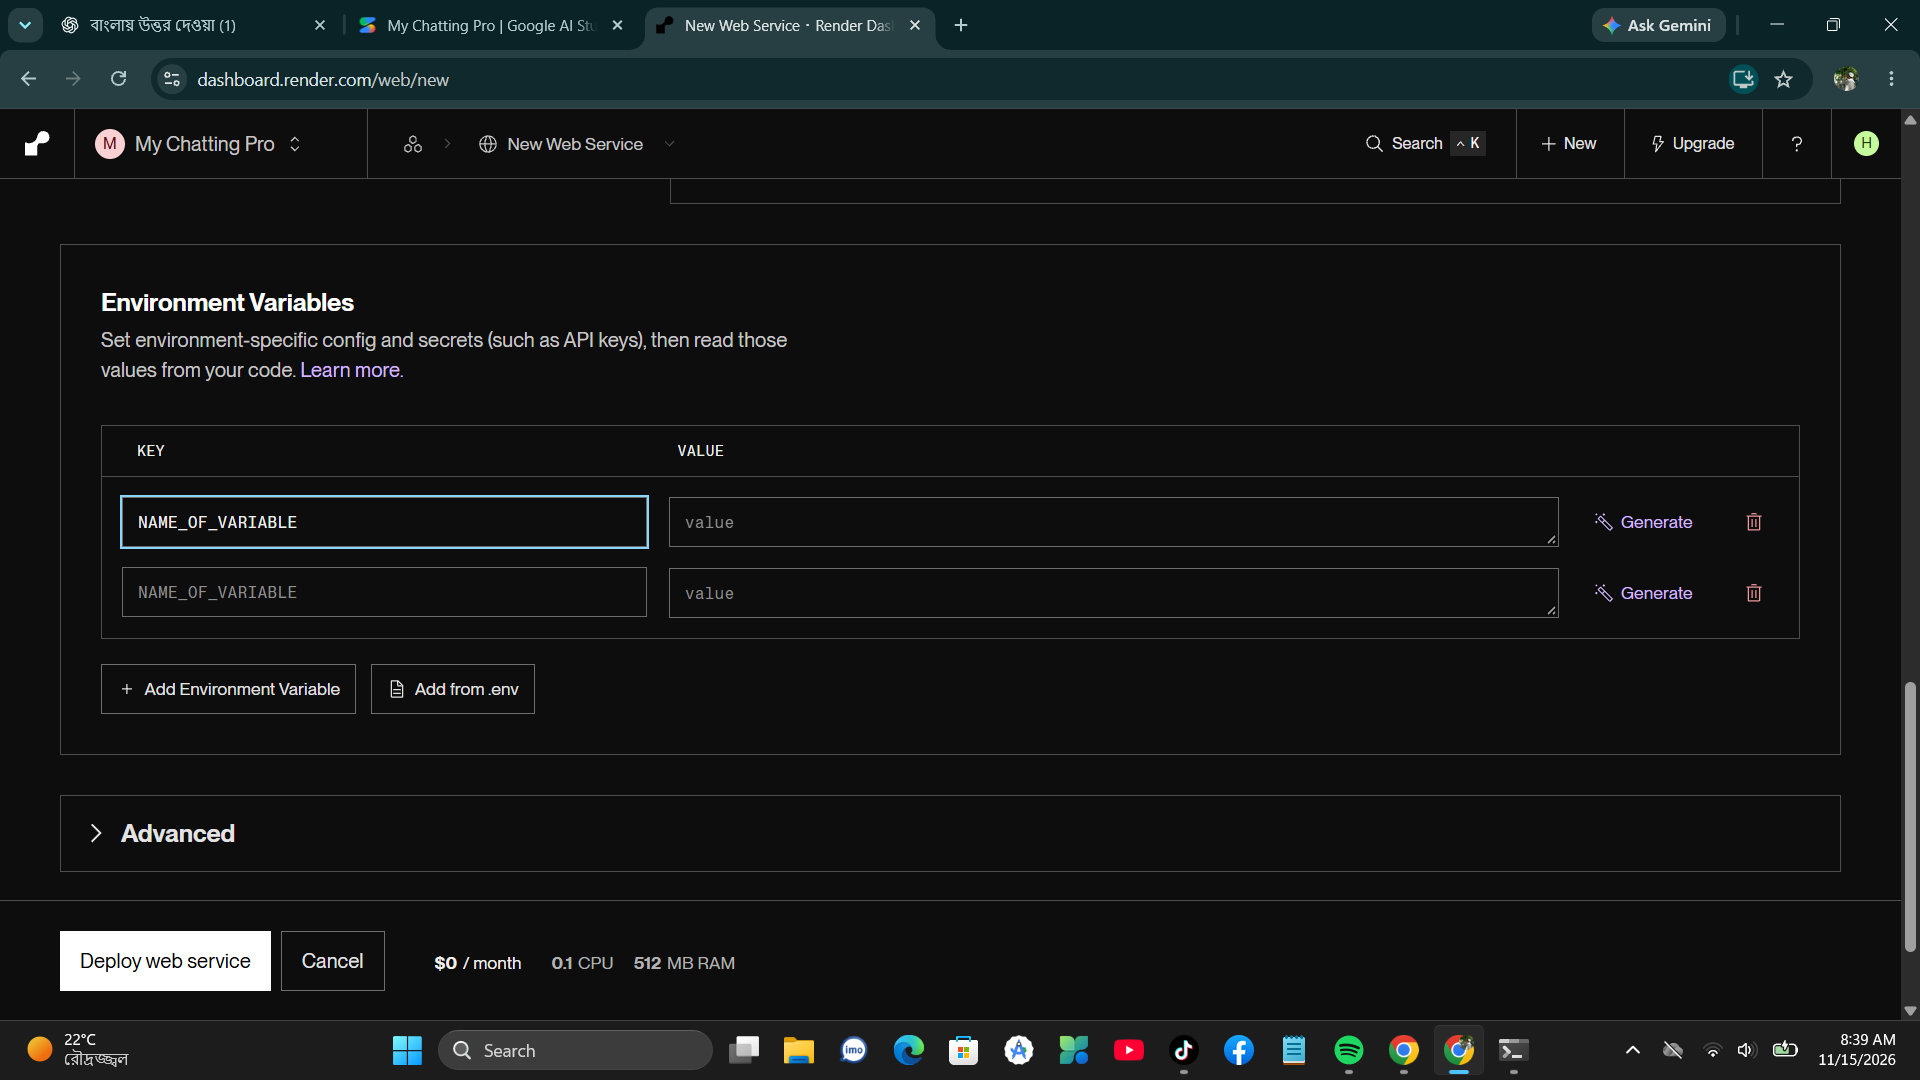 বাংলায় উত্তর দেওয়া (1)
My Chatting Pro | Google AI Stu
New Web Service · Render Das
Ask Gemini
dashboard.render.com/web/new
M My Chatting Pro
New Web Service
Search ^ K
+ New
Upgrade
?
H
Environment Variables
Set environment-specific config and secrets (such as API keys), then read those
values from your code. Learn more.
KEY VALUE
NAME_OF_VARIABLE value Generate
NAME_OF_VARIABLE value Generate
+ Add Environment Variable
Add from .env
Advanced
Deploy web service
Cancel
$0 / month 0.1 CPU 512 MB RAM
22°C
রৌদ্রজ্জ্বল
Search
imo
8:39 AM
11/15/2026